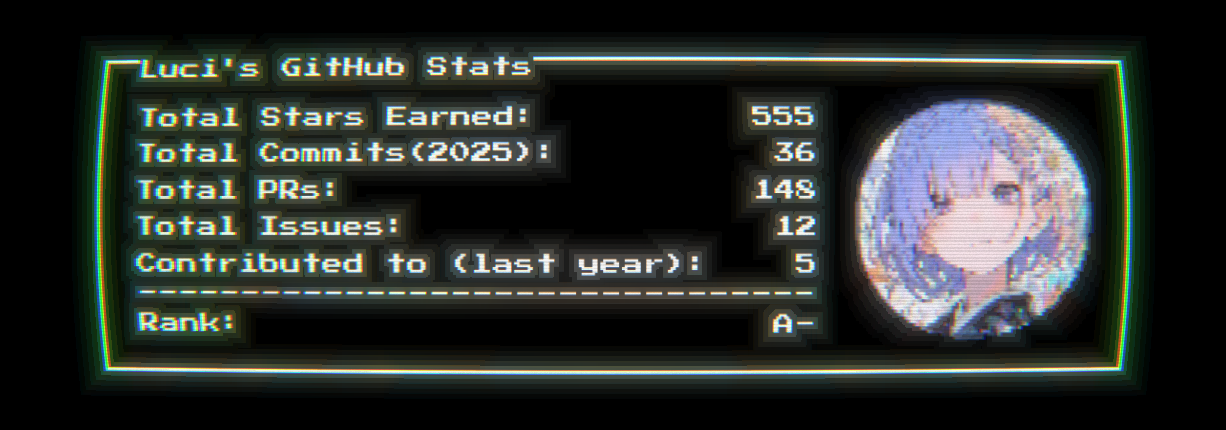 Luci's GitHub Stats
Total Stars Earned: 555
Total Commits(2025): 36
Total PRs: 148
Total Issues: 12
Contributed to (last year): 5
--------------------------------
Rank: A-